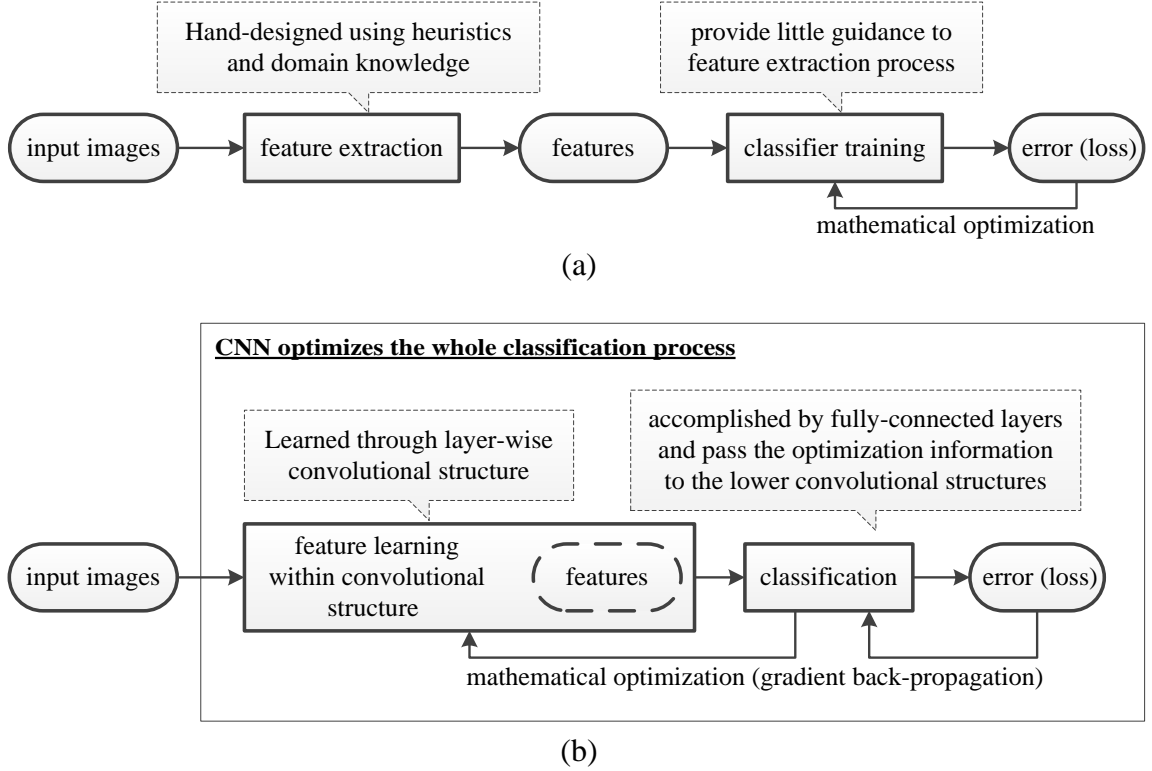 Hand-designed using heuristics
and domain knowledge
provide little guidance to
feature extraction process
input images
feature extraction
features
classifier training
error (loss)
mathematical optimization
(a)
CNN optimizes the whole classification process
Learned through layer-wise
convolutional structure
accomplished by fully-connected layers
and pass the optimization information
to the lower convolutional structures
input images
feature learning
within convolutional
structure
features
classification
error (loss)
mathematical optimization (gradient back-propagation)
(b)